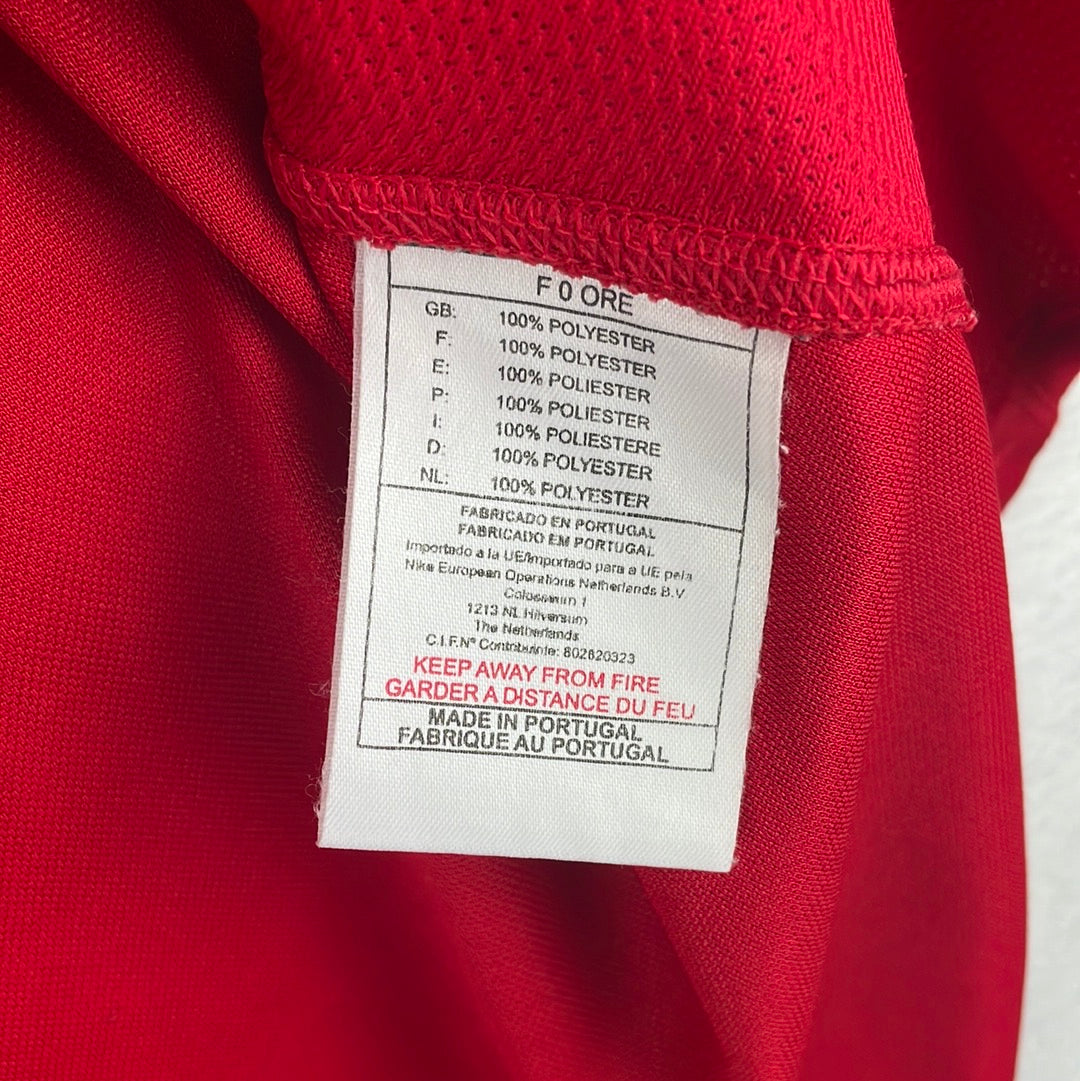 F 0 ORE
GB: 100% POLYESTER
F: 100% POLYESTER
E: 100% POLIESTER
P: 100% POLIESTER
I: 100% POLIESTERE
D: 100% POLYESTER
NL: 100% POLYESTER
FABRICADO EN PORTUGAL
FABRICADO EM PORTUGAL
Importado a la UE/Importado para a UE pela
Nike European Operations Netherlands B.V
Colosseum 1
1213 NL Hilversum
The Netherlands
C.I.F.Nº Contribuinte: 802620323
KEEP AWAY FROM FIRE
GARDER A DISTANCE DU FEU
MADE IN PORTUGAL
FABRIQUE AU PORTUGAL